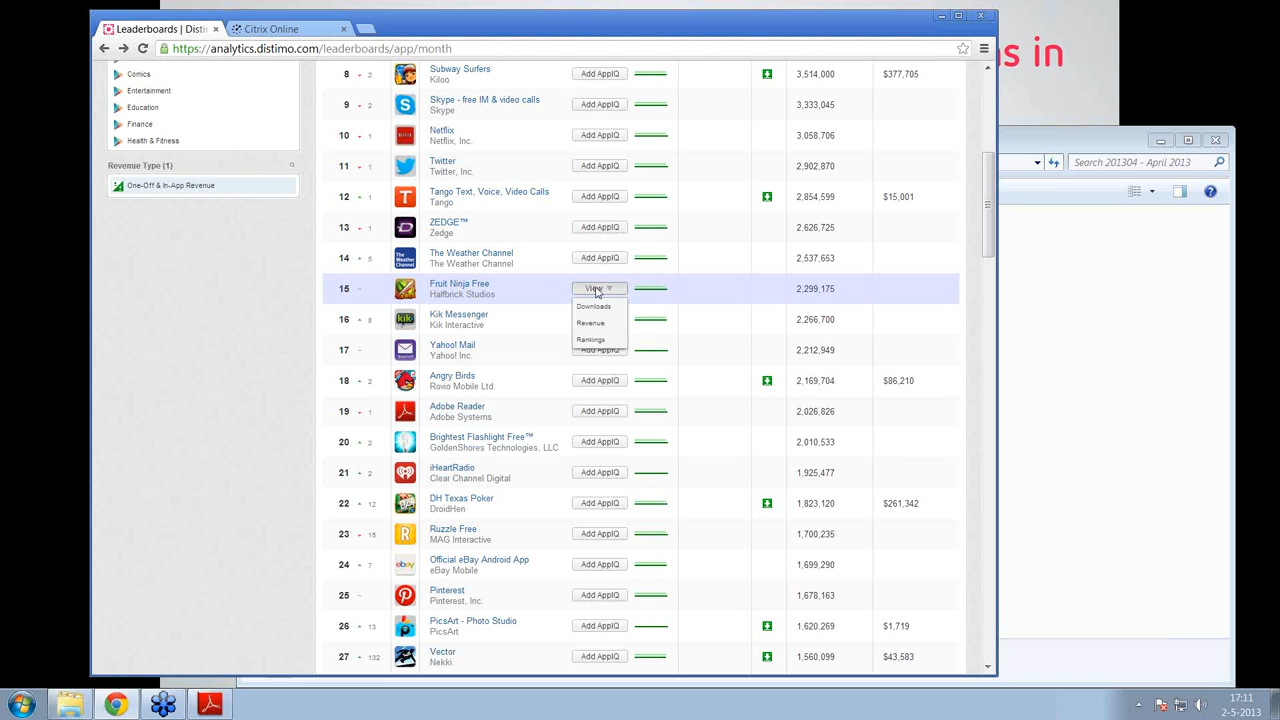 Leaderboards | Disti
Citrix Online
https://analytics.distimo.com/leaderboards/app/month
s in
Comics
Entertainment
Education
Finance
Health & Fitness
Revenue Type (1)
One-Off & In-App Revenue
8 2 Subway Surfers Add AppIQ 3,514,000 $377,705
Kiloo
9 2 Skype - free IM & video calls Add AppIQ 3,333,045
Skype
10 1 Netflix Add AppIQ 3,058,706
Netflix, Inc.
11 1 Twitter Add AppIQ 2,902,870
Twitter, Inc.
12 1 Tango Text, Voice, Video Calls Add AppIQ 2,854,599 $15,001
Tango
13 1 ZEDGE™ Add AppIQ 2,626,725
Zedge
14 5 The Weather Channel Add AppIQ 2,537,653
The Weather Channel
15 - Fruit Ninja Free View 2,299,175
Halfbrick Studios
Downloads
Revenue
Rankings
16 8 Kik Messenger 2,266,700
Kik Interactive
17 - Yahoo! Mail Add AppIQ 2,212,949
Yahoo! Inc.
18 2 Angry Birds Add AppIQ 2,169,704 $86,210
Rovio Mobile Ltd.
19 1 Adobe Reader Add AppIQ 2,026,826
Adobe Systems
20 2 Brightest Flashlight Free™ Add AppIQ 2,010,533
GoldenShores Technologies, LLC
21 2 iHeartRadio Add AppIQ 1,925,477
Clear Channel Digital
22 12 DH Texas Poker Add AppIQ 1,823,120 $261,342
DroidHen
23 15 Ruzzle Free Add AppIQ 1,700,235
MAG Interactive
24 7 Official eBay Android App Add AppIQ 1,699,290
eBay Mobile
25 - Pinterest Add AppIQ 1,678,163
Pinterest, Inc.
26 13 PicsArt - Photo Studio Add AppIQ 1,620,269 $1.719
PicsArt
27 132 Vector Add AppIQ 1,560,099 $43,583
Nekki
Search 201304 - April 2013
17:11
2-5-2013